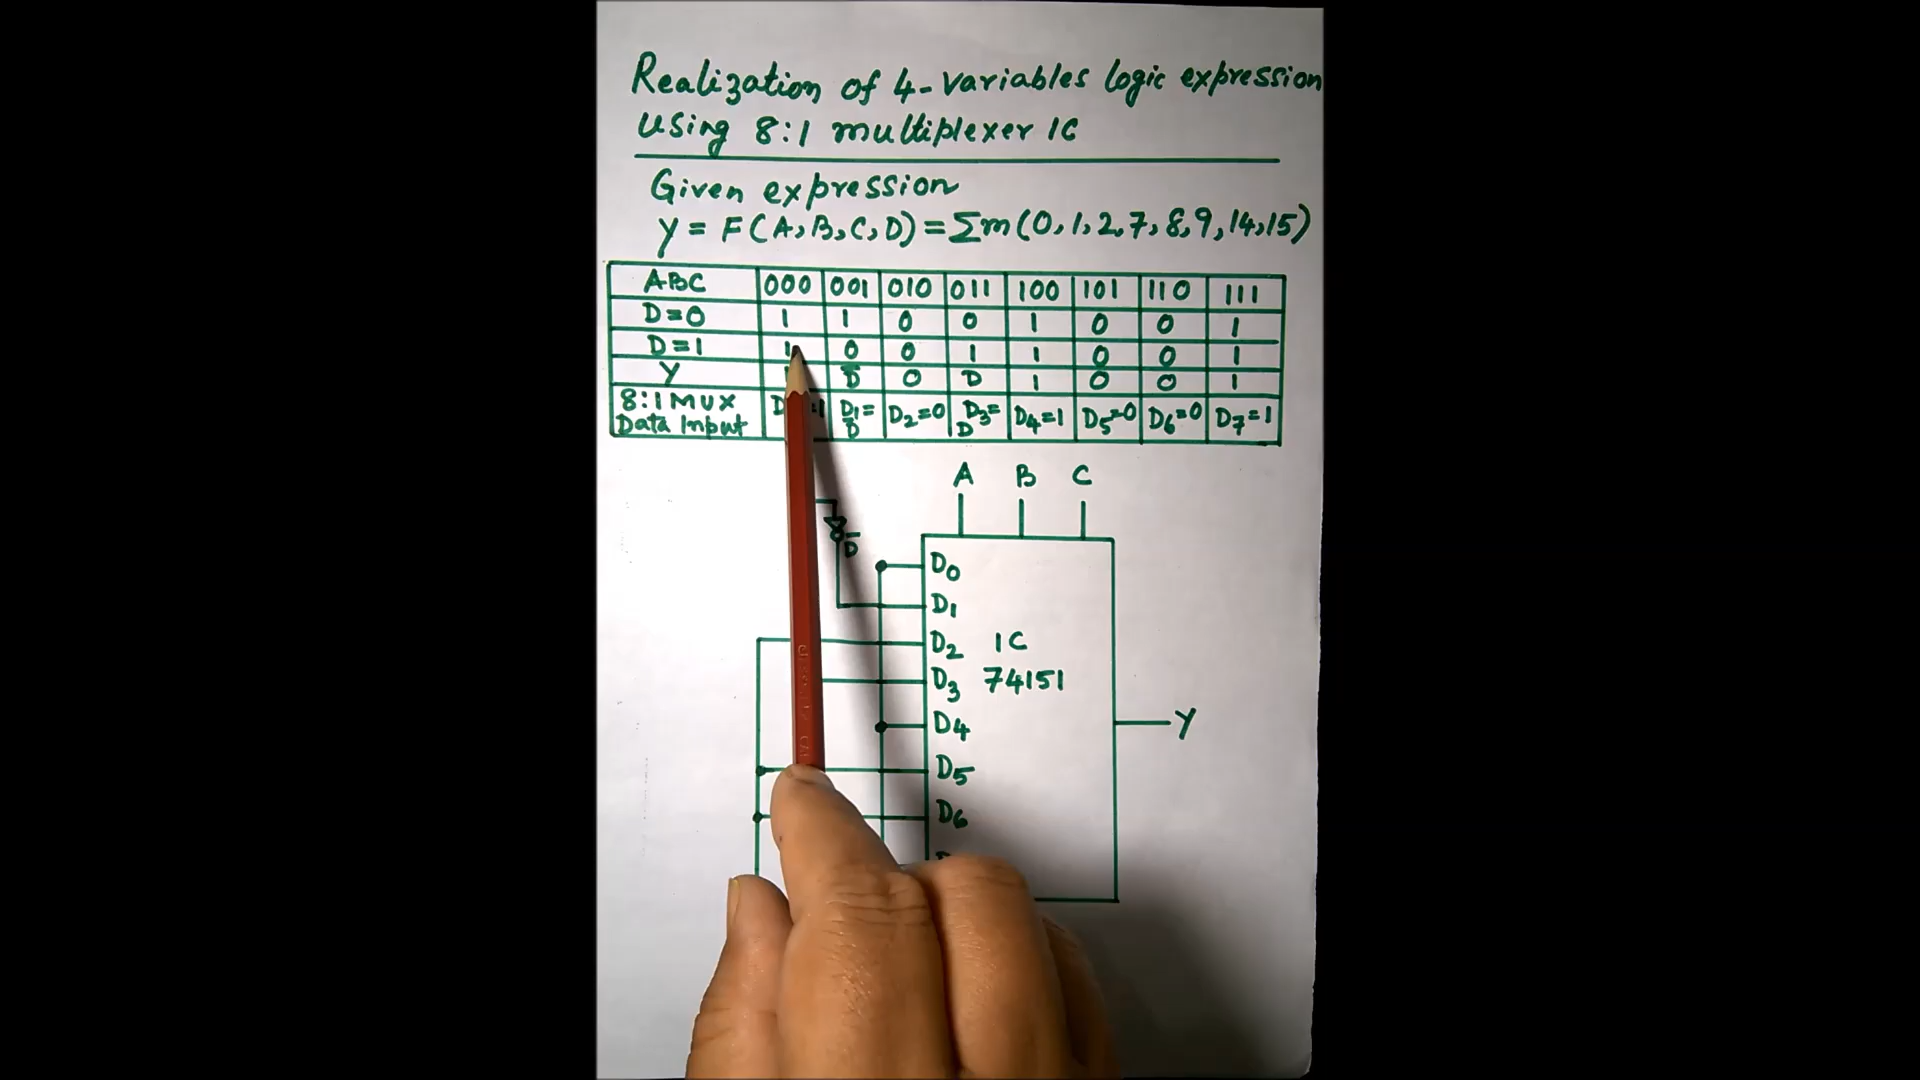 Realization of 4-variables logic expression
using 8:1 multiplexer IC
Given expression
Y = F(A,B,C,D) = Σm(0,1,2,7,8,9,14,15)
ABC 000 001 010 011 100 101 110 111
D=0 1 1 0 0 1 0 0 1
D=1 1 0 0 1 1 0 0 1
Y D̅ 0 D 1 0 0 1
8:1 MUX Data Input D1=D̅ D2=0 D3=D D4=1 D5=0 D6=0 D7=1
A B C
D̅
D0
D1
D2 IC
D3 74151
D4 Y
D5
D6